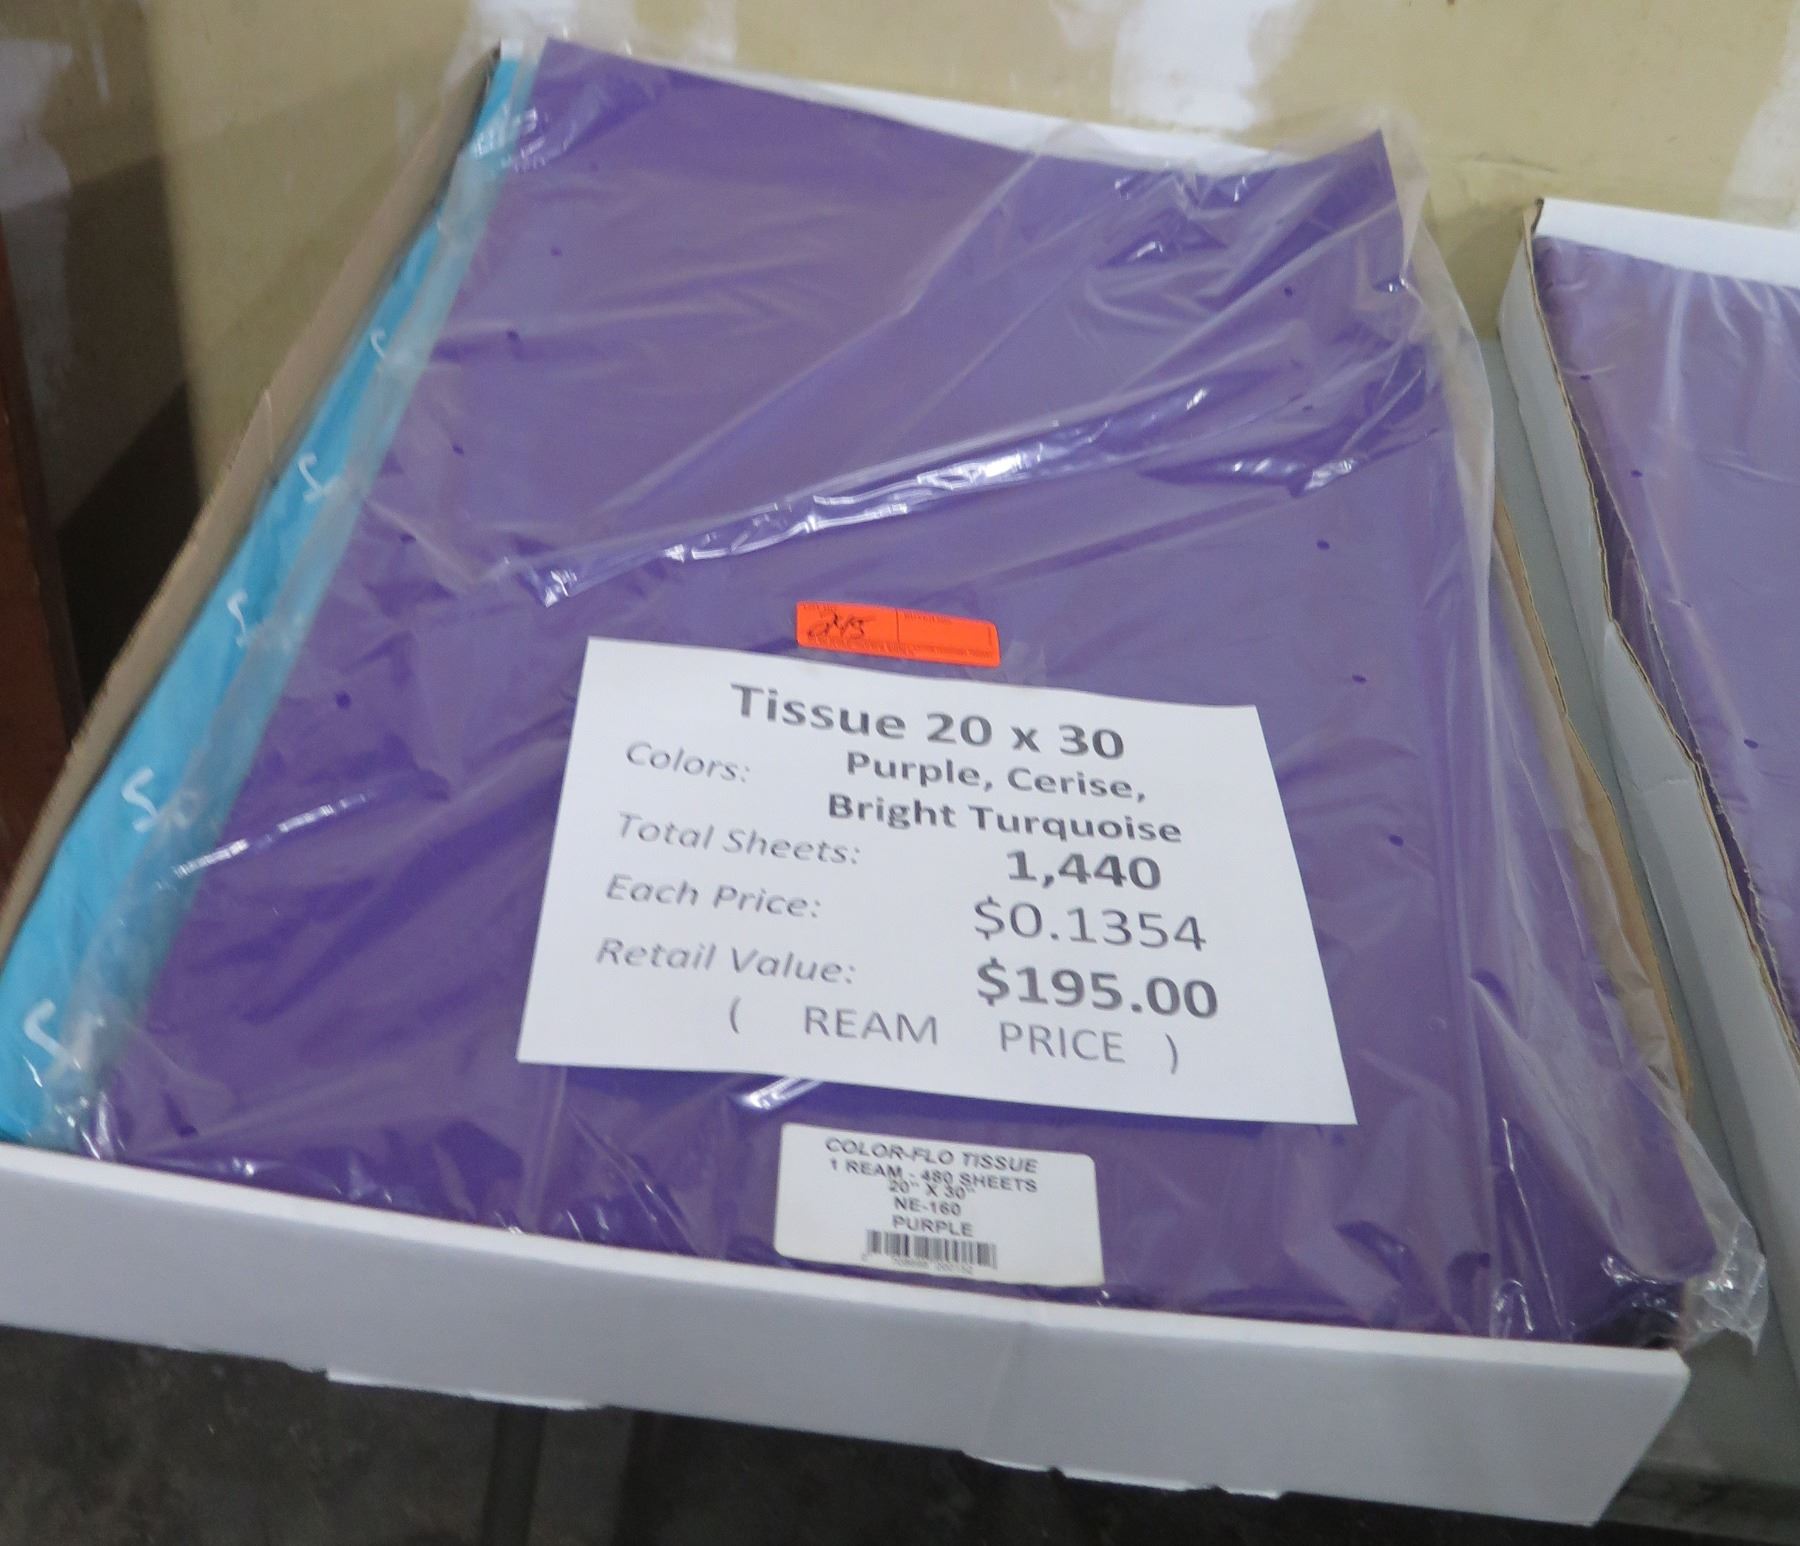 245
Tissue 20 x 30
Colors: Purple, Cerise,
Bright Turquoise
Total Sheets: 1,440
Each Price: $0.1354
Retail Value: $195.00
( REAM PRICE )
COLOR-FLO TISSUE
1 REAM - 480 SHEETS
20" X 30"
NE-160
PURPLE